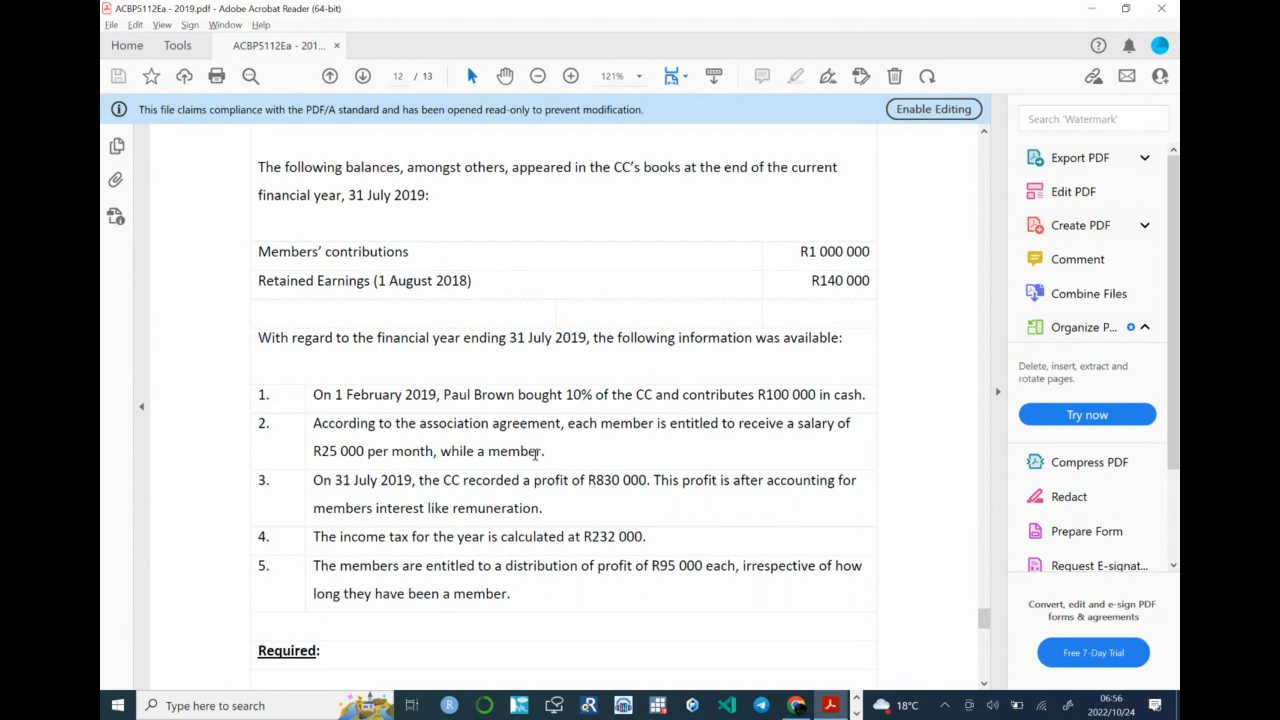 ACBP5112Ea - 2019.pdf - Adobe Acrobat Reader (64-bit)
File Edit View Sign Window Help
Home Tools ACBP5112Ea - 201... ×
12 / 13 121%
This file claims compliance with the PDF/A standard and has been opened read-only to prevent modification. Enable Editing
The following balances, amongst others, appeared in the CC's books at the end of the current
financial year, 31 July 2019:
Members' contributions R1 000 000
Retained Earnings (1 August 2018) R140 000
With regard to the financial year ending 31 July 2019, the following information was available:
1. On 1 February 2019, Paul Brown bought 10% of the CC and contributes R100 000 in cash.
2. According to the association agreement, each member is entitled to receive a salary of
R25 000 per month, while a member.
3. On 31 July 2019, the CC recorded a profit of R830 000. This profit is after accounting for
members interest like remuneration.
4. The income tax for the year is calculated at R232 000.
5. The members are entitled to a distribution of profit of R95 000 each, irrespective of how
long they have been a member.
Required:
Search 'Watermark'
Export PDF
Edit PDF
Create PDF
Comment
Combine Files
Organize P...
Delete, insert, extract and
rotate pages.
Try now
Compress PDF
Redact
Prepare Form
Request E-signat...
Convert, edit and e-sign PDF
forms & agreements
Free 7-Day Trial
Type here to search
18°C
06:56
2022/10/24